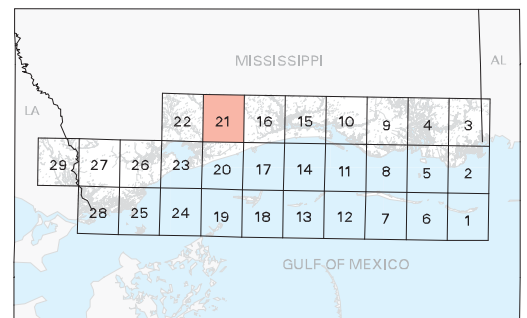 MISSISSIPPI
AL
LA
22 21 16 15 10 9 4 3
29 27 26 23 20 17 14 11 8 5 2
28 25 24 19 18 13 12 7 6 1
GULF OF MEXICO